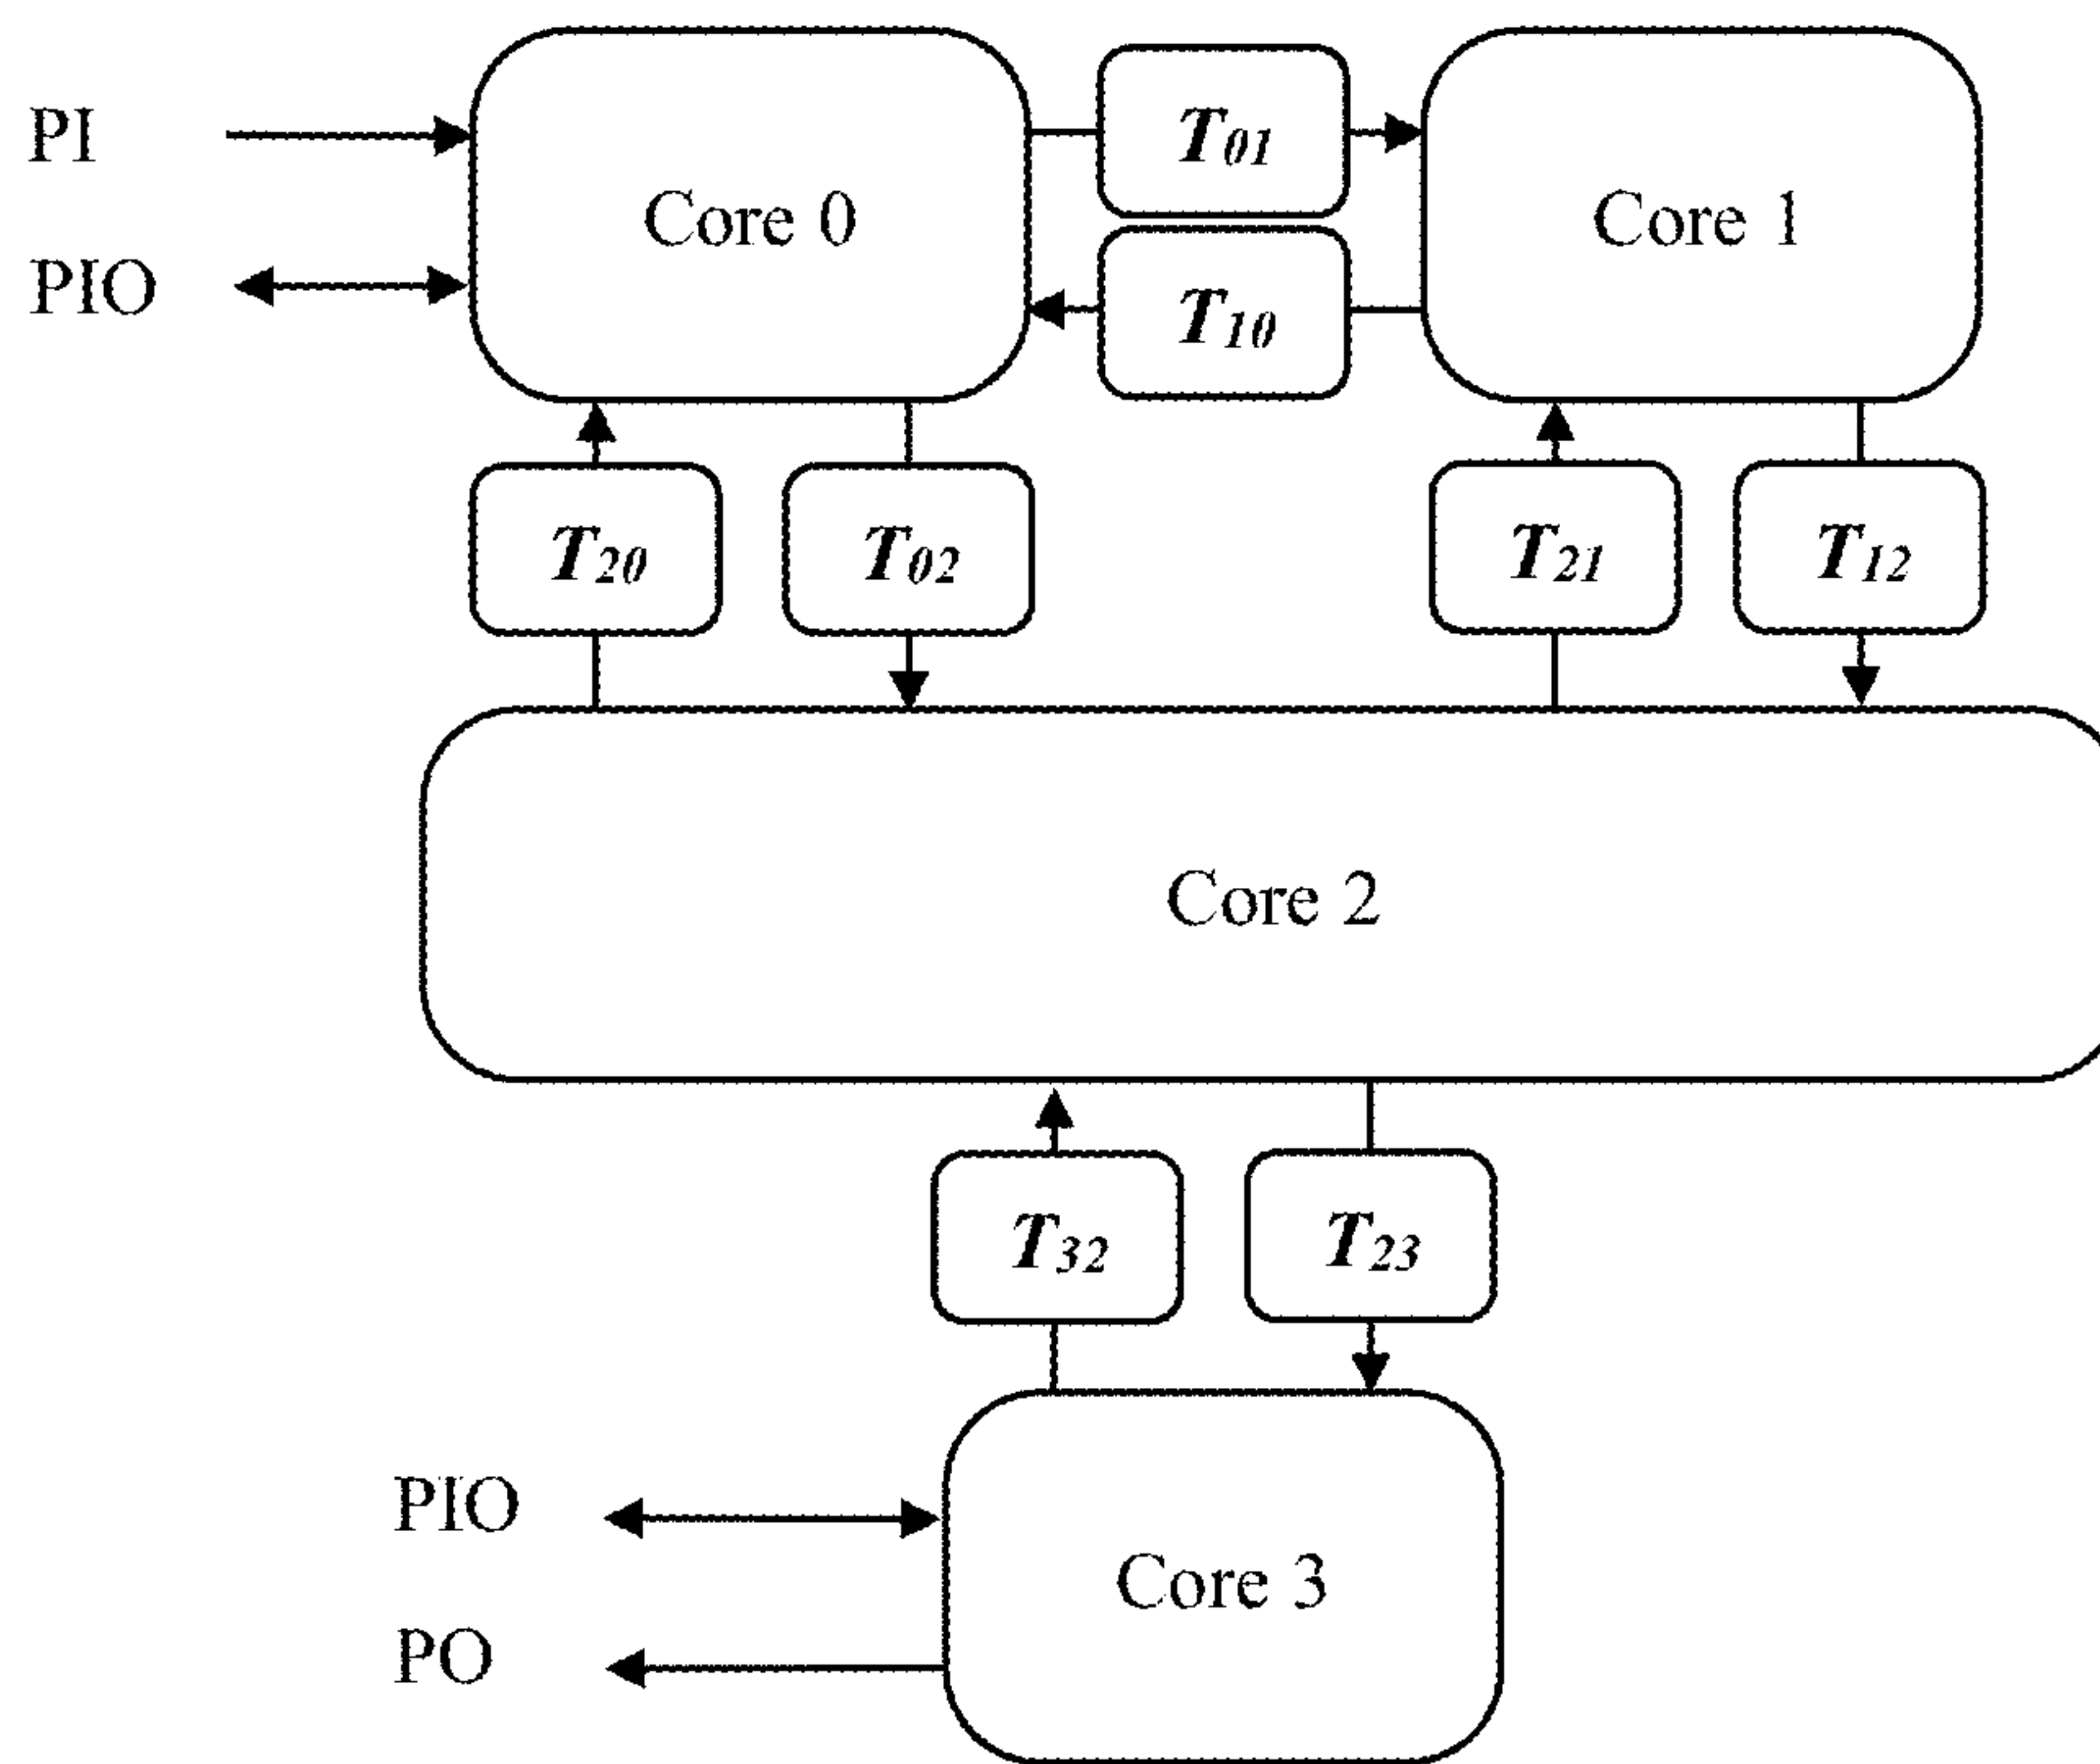 PI
Core 0
T01
Core 1
PIO
T10
T20
T02
T21
T12
Core 2
T32
T23
PIO
Core 3
PO